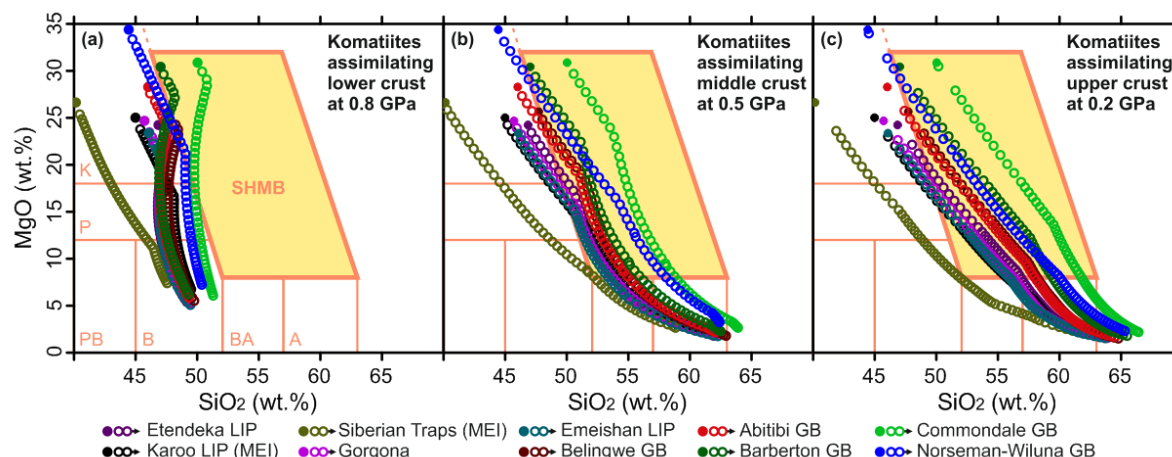 35
30
25
20
15
10
5
0
MgO (wt.%)
(a)
Komatiites
assimilating
lower crust
at 0.8 GPa
SHMB
K
P
PB
B
BA
A
45
50
55
60
65
SiO2 (wt.%)
(b)
Komatiites
assimilating
middle crust
at 0.5 GPa
45
50
55
60
65
SiO2 (wt.%)
(c)
Komatiites
assimilating
upper crust
at 0.2 GPa
45
50
55
60
65
SiO2 (wt.%)
Etendeka LIP
Siberian Traps (MEI)
Emeishan LIP
Abitibi GB
Commondale GB
Karoo LIP (MEI)
Gorgona
Belingwe GB
Barberton GB
Norseman-Wiluna GB